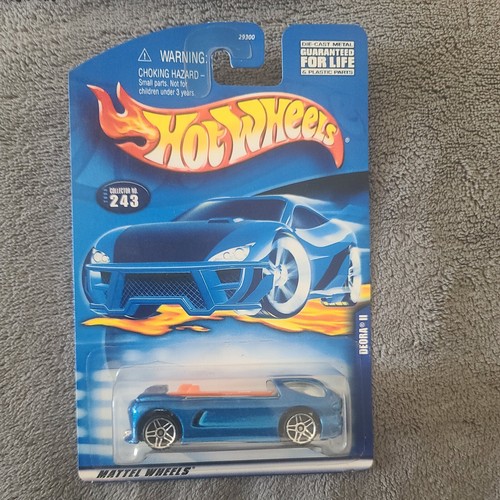 29300
WARNING:
CHOKING HAZARD –
Small parts. Not for
children under 3 years.
DIE-CAST METAL
GUARANTEED
FOR LIFE
& PLASTIC PARTS
HOT WHEELS
COLLECTOR NO.
243
DEORA® II
MATTEL WHEELS